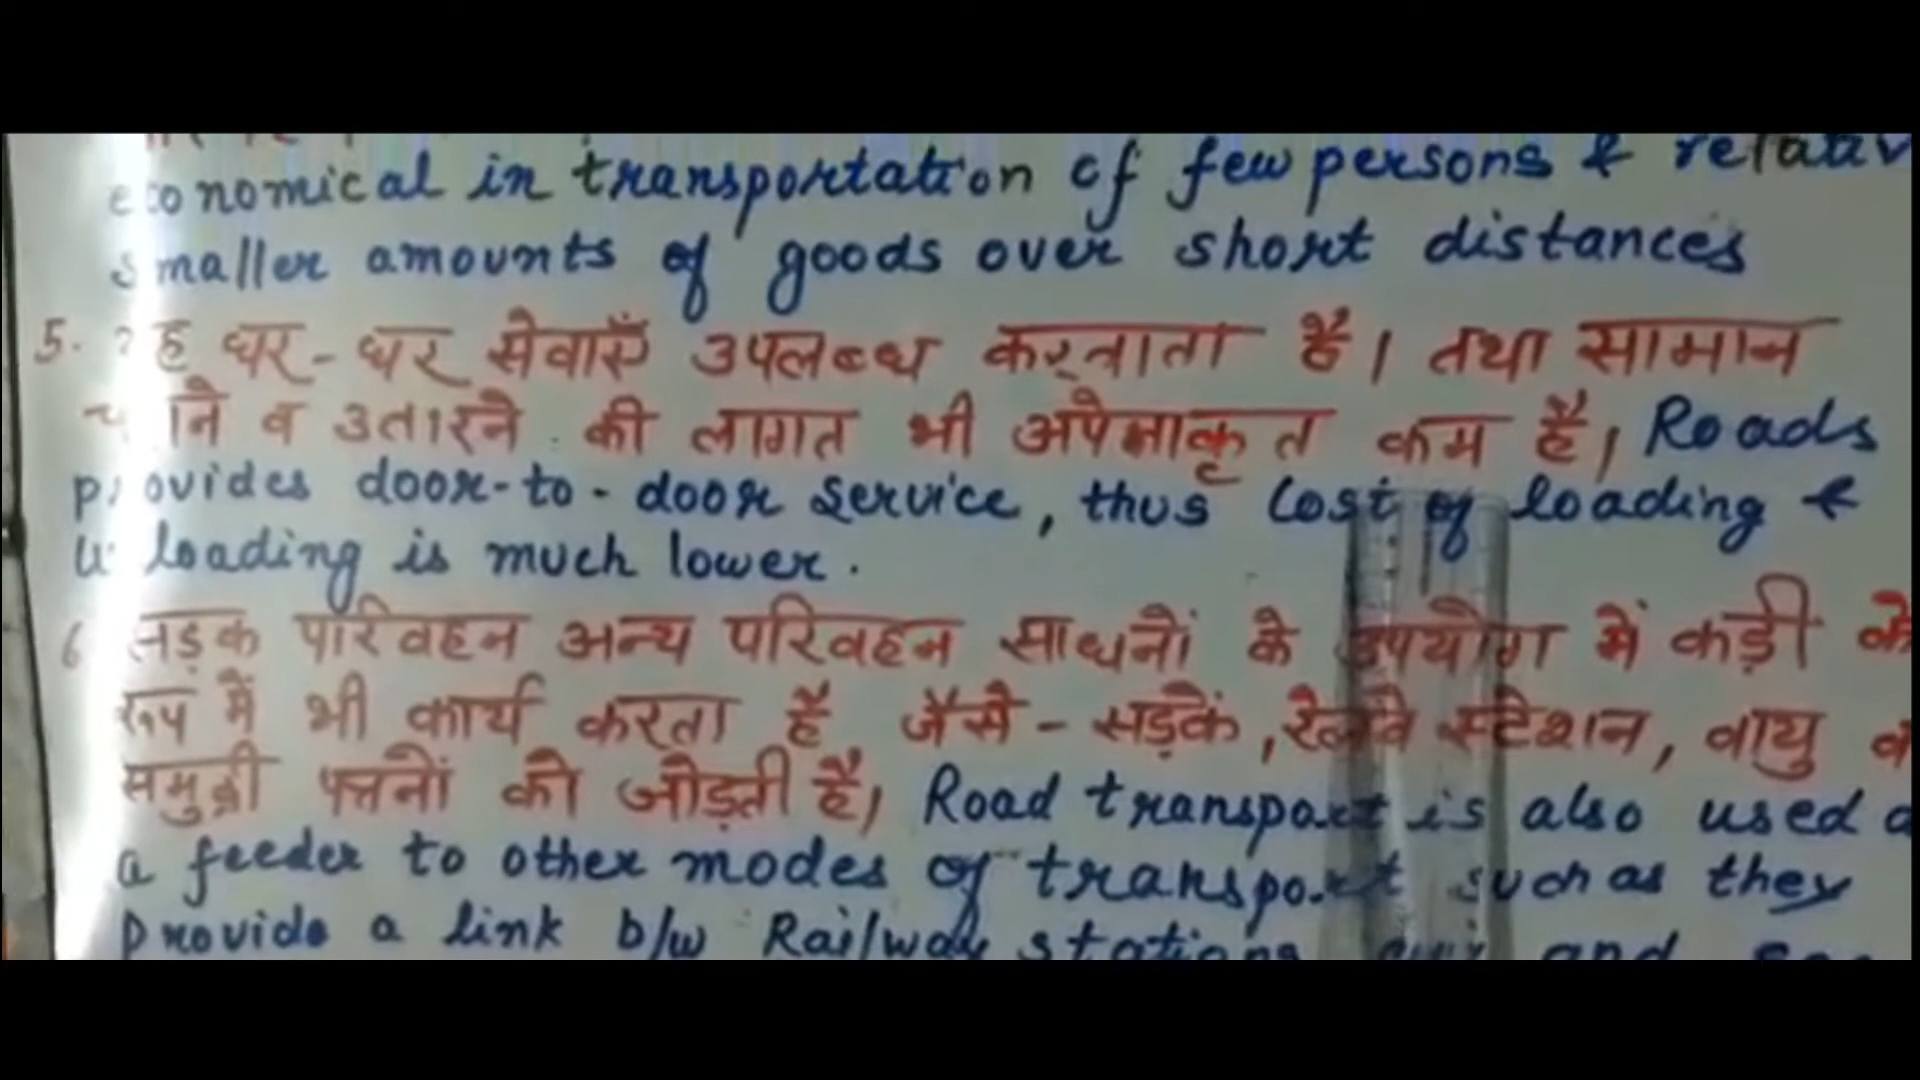 economical in transportation of few persons & relativ
smaller amounts of goods over short distances
5. यह घर-घर सेवाएँ उपलब्ध करवाता है। तथा सामान
व उतारने की लागत भी अपेक्षाकृत कम है। Roads
provides door-to-door service, thus cost of loading &
unloading is much lower.
6 सड़क परिवहन अन्य परिवहन साधनों के उपयोग में कड़ी के
रूप में भी कार्य करता है जैसे - सड़कें, रेलवे स्टेशन, वायु व
समुद्री पत्तनों को जोड़ती है। Road transport is also used a
a feeder to other modes of transport such as they
provide a link b/w Railway stations, and